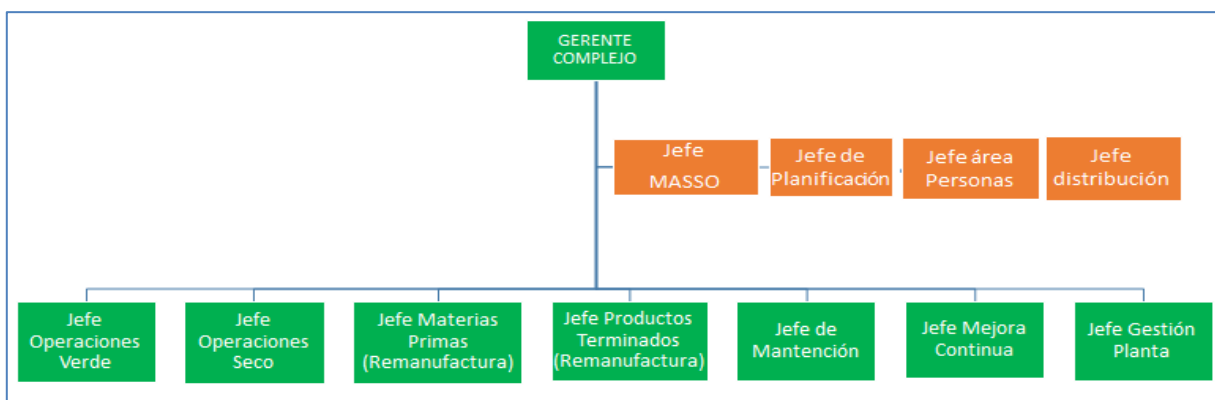 GERENTE
COMPLEJO
Jefe
MASSO
Jefe de
Planificación
Jefe área
Personas
Jefe
distribución
Jefe
Operaciones
Verde
Jefe
Operaciones
Seco
Jefe Materias
Primas
(Remanufactura)
Jefe Productos
Terminados
(Remanufactura)
Jefe de
Mantención
Jefe Mejora
Continua
Jefe Gestión
Planta